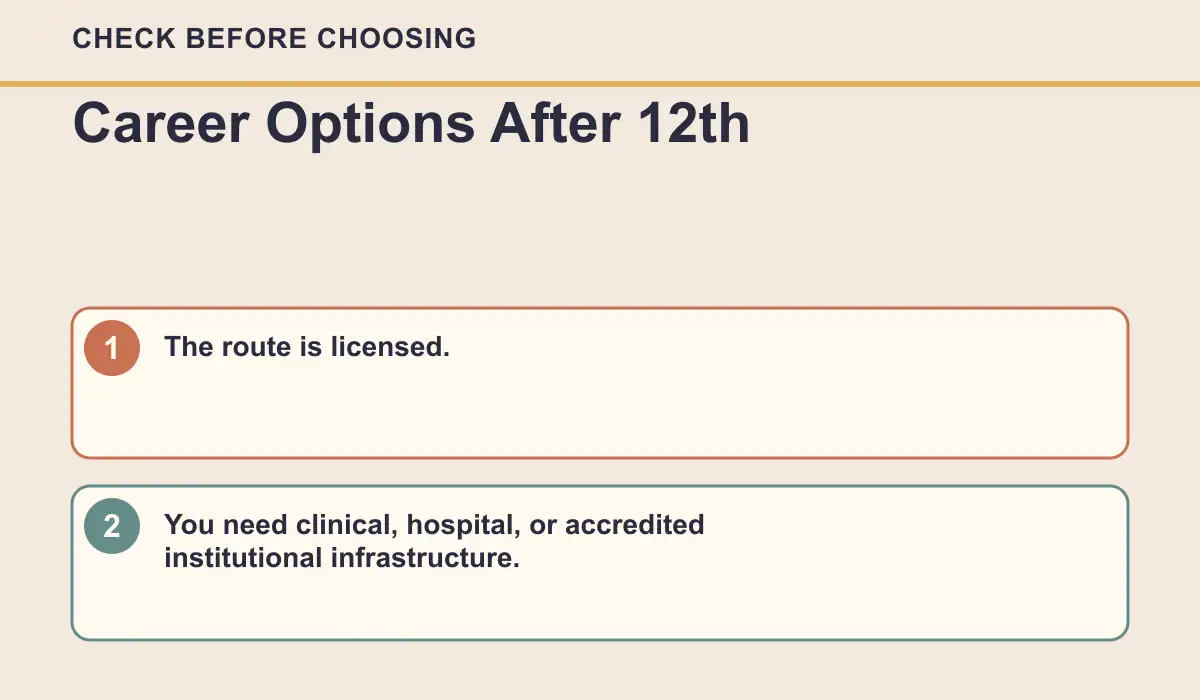 CHECK BEFORE CHOOSING
Career Options After 12th
1
The route is licensed.
2
You need clinical, hospital, or accredited
institutional infrastructure.